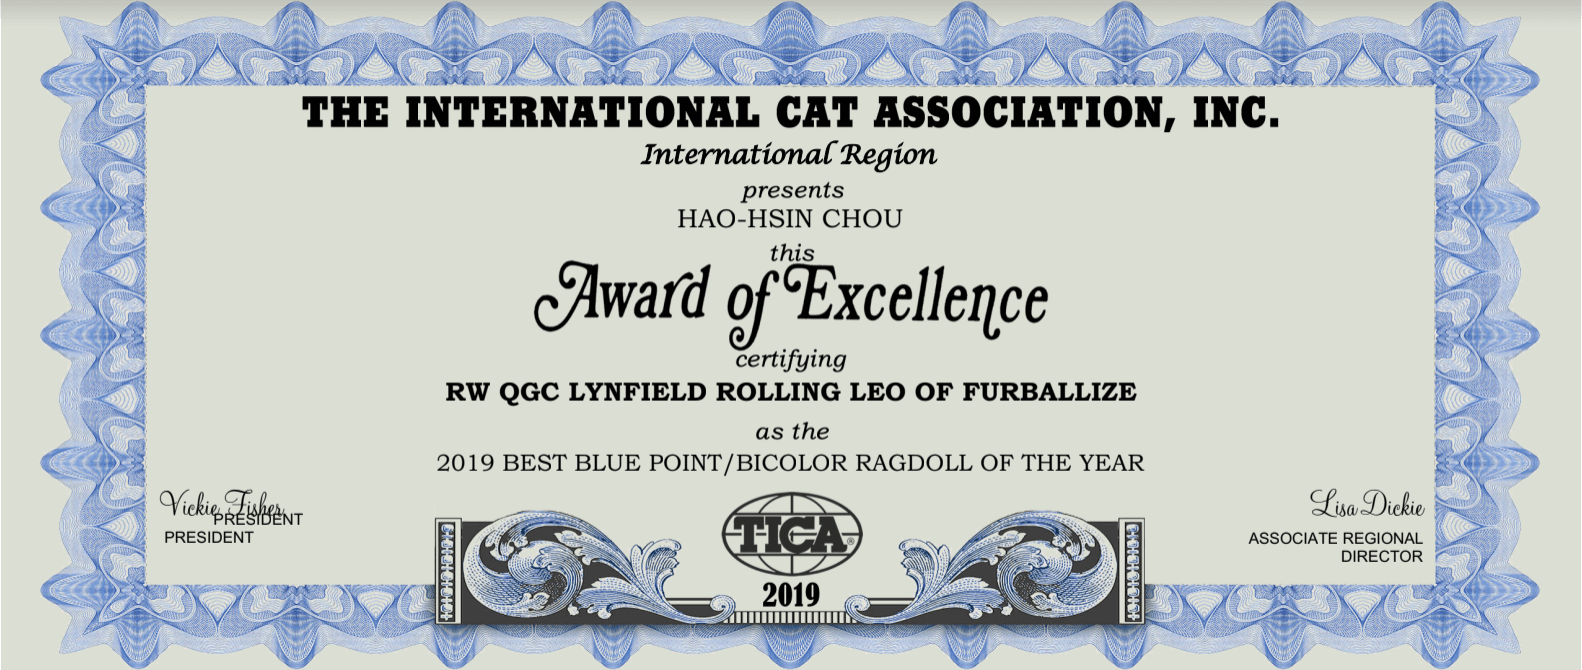 THE INTERNATIONAL CAT ASSOCIATION, INC.
International Region
presents
HAO-HSIN CHOU
this
Award of Excellence
certifying
RW QGC LYNFIELD ROLLING LEO OF FURBALLIZE
as the
2019 BEST BLUE POINT/BICOLOR RAGDOLL OF THE YEAR
Vickie Fisher
PRESIDENT
PRESIDENT
TICA®
2019
Lisa Dickie
ASSOCIATE REGIONAL
DIRECTOR